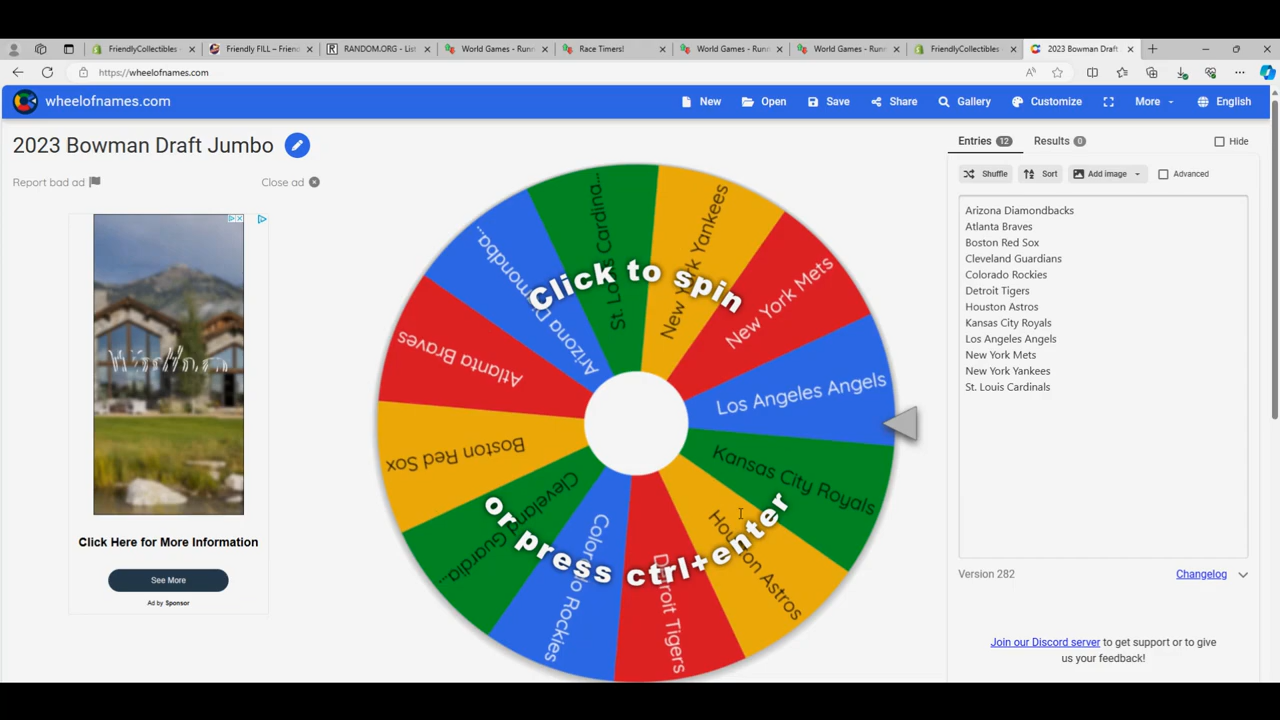 FriendlyCollectibles
Friendly FILL – Frien
RANDOM.ORG - List
World Games - Runn
Race Timers!
World Games - Runn
World Games - Runn
FriendlyCollectibles
2023 Bowman Draft
https://wheelofnames.com
wheelofnames.com
New
Open
Save
Share
Gallery
Customize
More
English
2023 Bowman Draft Jumbo
Report bad ad
Close ad
Click Here for More Information
See More
Ad by Sponsor
Click to spin
or press ctrl+enter
St. Louis Cardina...
New York Yankees
New York Mets
Los Angeles Angels
Kansas City Royals
Houston Astros
Detroit Tigers
Colorado Rockies
Cleveland Guardia...
Boston Red Sox
Atlanta Braves
Arizona Diamondba...
Entries 12
Results 0
Hide
Shuffle
Sort
Add image
Advanced
Arizona Diamondbacks
Atlanta Braves
Boston Red Sox
Cleveland Guardians
Colorado Rockies
Detroit Tigers
Houston Astros
Kansas City Royals
Los Angeles Angels
New York Mets
New York Yankees
St. Louis Cardinals
Version 282
Changelog
Join our Discord server to get support or to give
us your feedback!